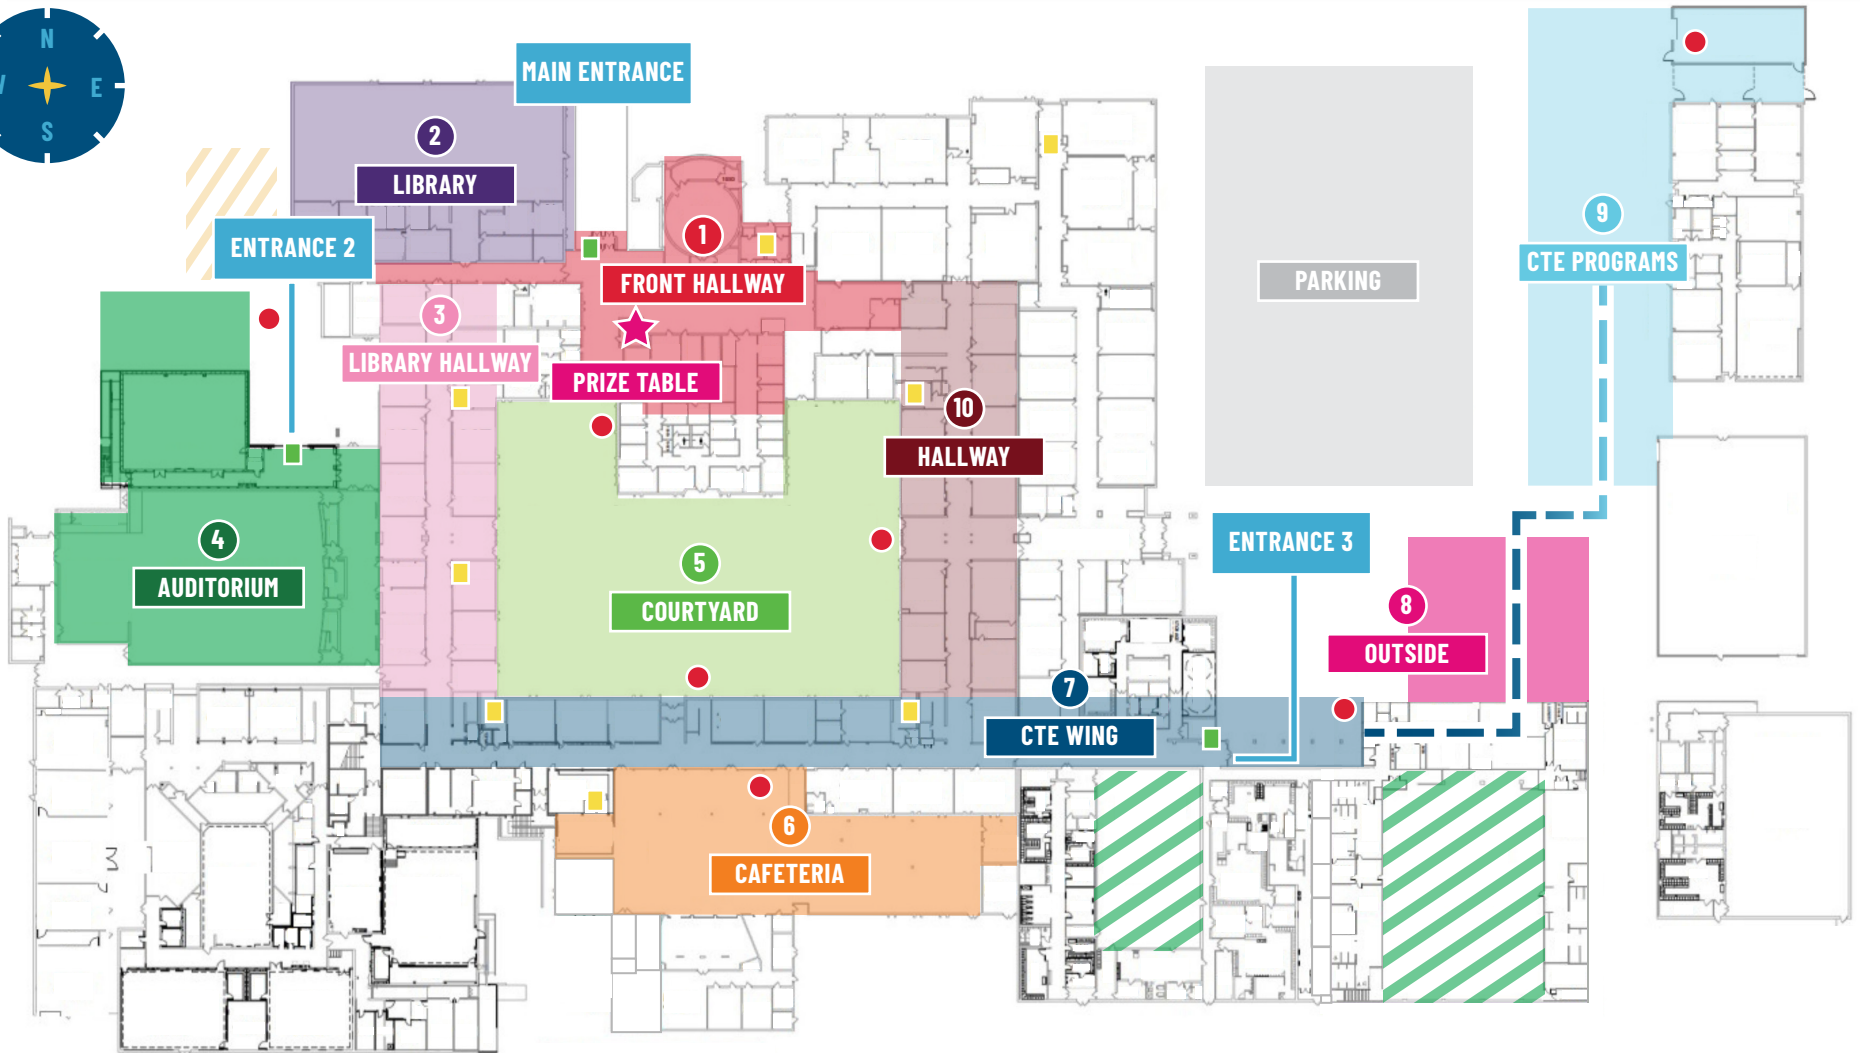 N
E
S
MAIN ENTRANCE
2
LIBRARY
ENTRANCE 2
1
FRONT HALLWAY
3
LIBRARY HALLWAY
PRIZE TABLE
10
HALLWAY
PARKING
9
CTE PROGRAMS
4
AUDITORIUM
5
COURTYARD
ENTRANCE 3
8
OUTSIDE
7
CTE WING
6
CAFETERIA